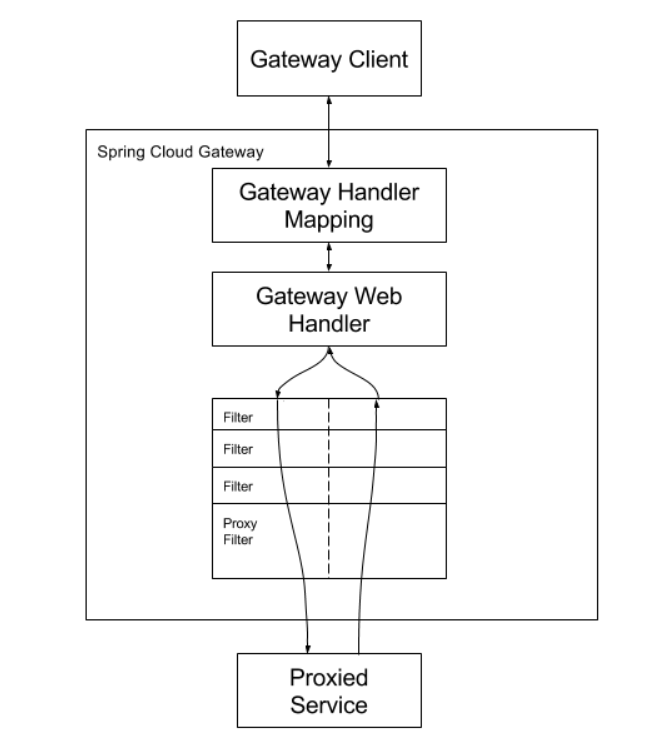 Gateway Client
Spring Cloud Gateway
Gateway Handler
Mapping
Gateway Web
Handler
Filter
Filter
Filter
Proxy
Filter
Proxied
Service